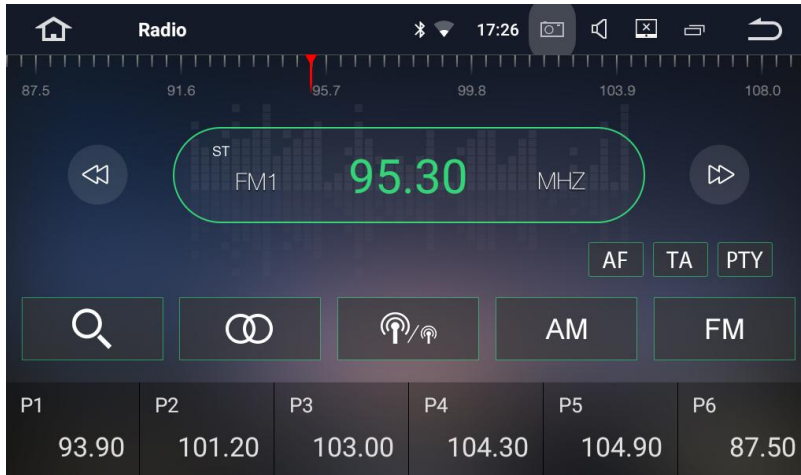 Radio 17:26
87.5 91.6 95.7 99.8 103.9 108.0
ST
FM1 95.30 MHZ
AF TA PTY
AM FM
P1 P2 P3 P4 P5 P6
93.90 101.20 103.00 104.30 104.90 87.50